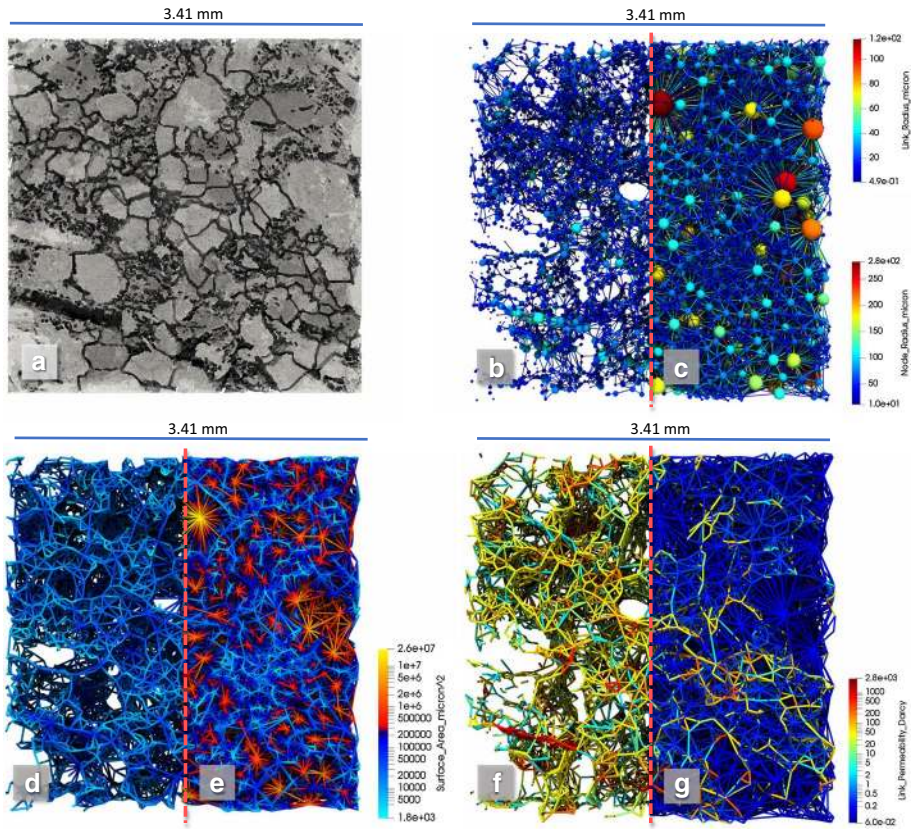 3.41 mm
3.41 mm
a
b
c
1.2e+02
100
80
60
40
20
4.9e-01
Link_Radius_micron
2.8e+02
250
200
150
100
50
1.0e+01
Node_Radius_micron
3.41 mm
3.41 mm
d
e
2.6e+07
1e+7
5e+6
2e+6
1e+6
500000
200000
100000
50000
20000
10000
5000
1.8e+03
Surface_Area_micron^2
f
g
2.8e+03
1000
500
200
100
50
20
10
5
2
1
0.5
0.2
6.0e-02
Link_Permeability_Darcy